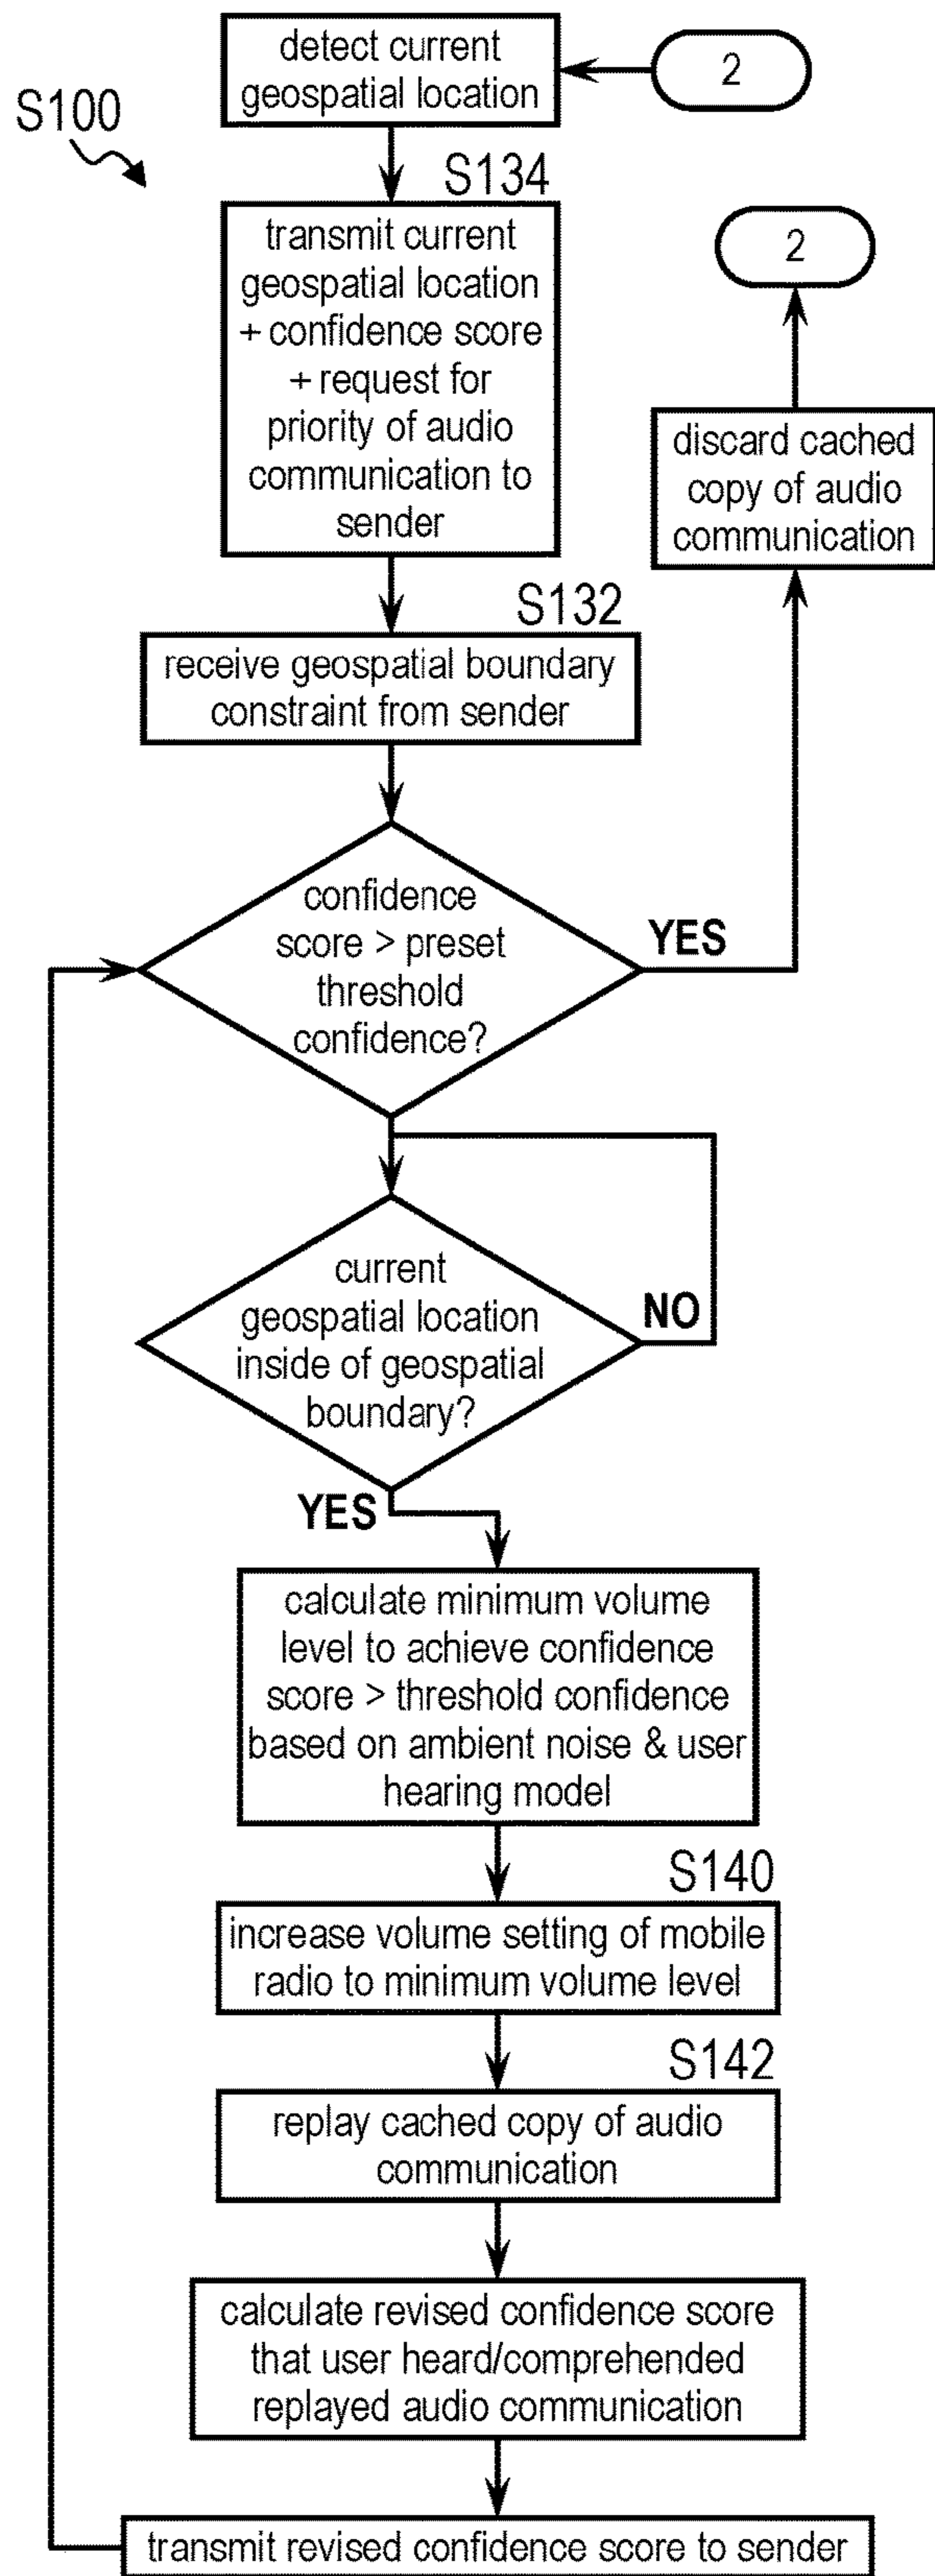 detect current
geospatial location
2
S100
S134
transmit current
geospatial location
+ confidence score
+ request for
priority of audio
communication to
sender
2
discard cached
copy of audio
communication
S132
receive geospatial boundary
constraint from sender
confidence
score > preset
threshold
confidence?
YES
current
geospatial location
inside of geospatial
boundary?
NO
YES
calculate minimum volume
level to achieve confidence
score > threshold confidence
based on ambient noise & user
hearing model
S140
increase volume setting of mobile
radio to minimum volume level
S142
replay cached copy of audio
communication
calculate revised confidence score
that user heard/comprehended
replayed audio communication
transmit revised confidence score to sender